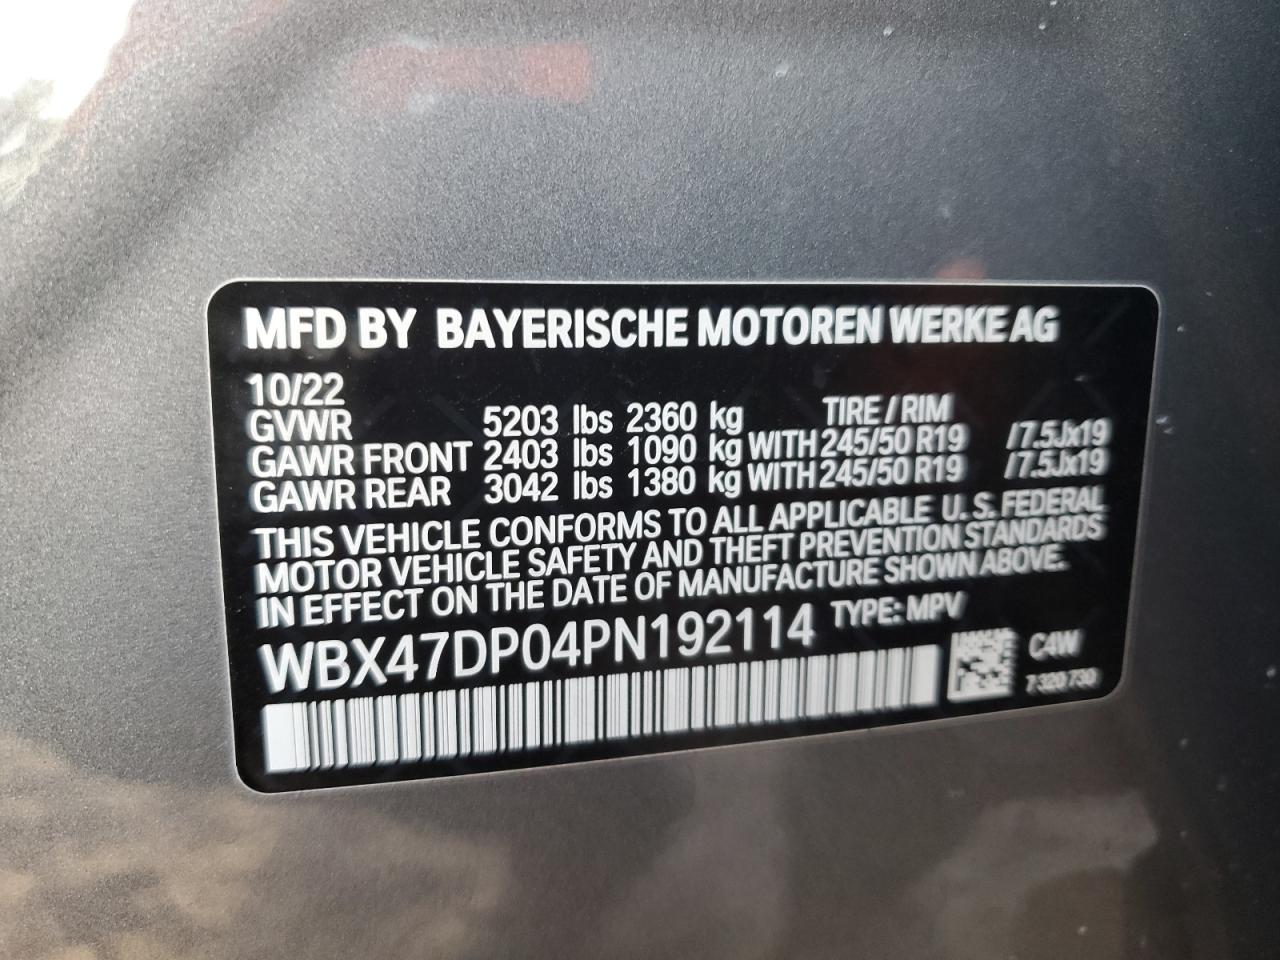 MFD BY BAYERISCHE MOTOREN WERKE AG
10/22
GVWR 5203 lbs 2360 kg TIRE / RIM
GAWR FRONT 2403 lbs 1090 kg WITH 245/50 R19 /7.5Jx19
GAWR REAR 3042 lbs 1380 kg WITH 245/50 R19 /7.5Jx19
THIS VEHICLE CONFORMS TO ALL APPLICABLE U.S. FEDERAL
MOTOR VEHICLE SAFETY AND THEFT PREVENTION STANDARDS
IN EFFECT ON THE DATE OF MANUFACTURE SHOWN ABOVE.
WBX47DP04PN192114 TYPE: MPV
C4W
7 320 730